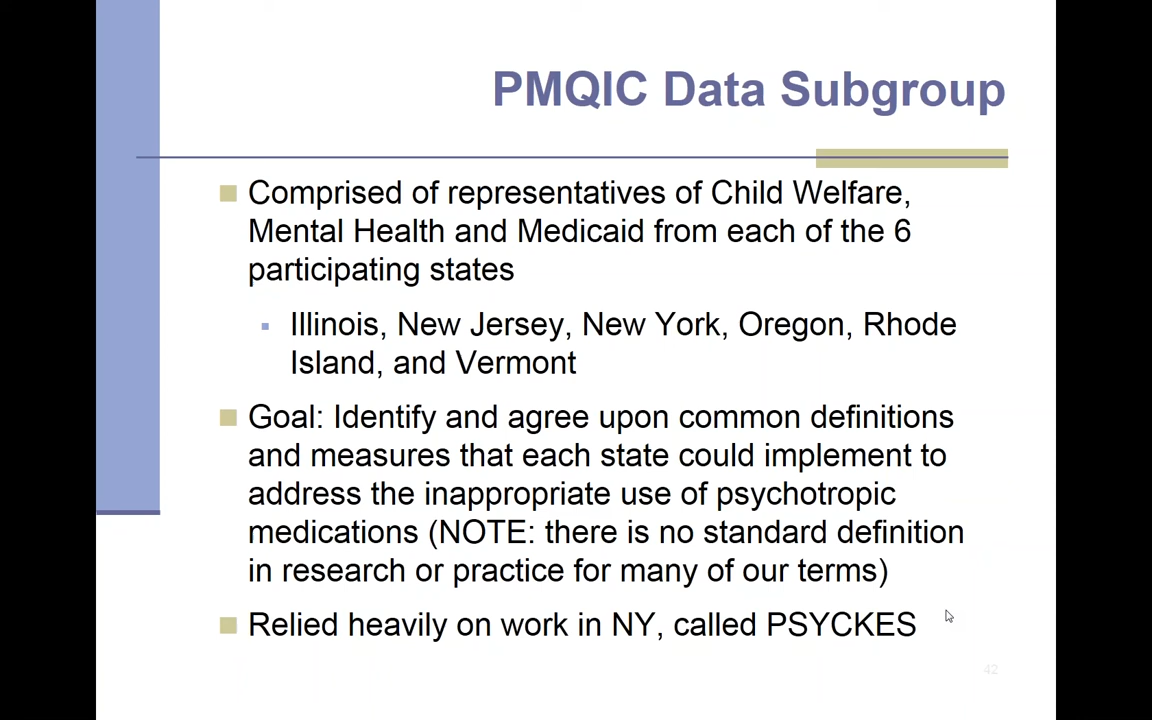 PMQIC Data Subgroup
Comprised of representatives of Child Welfare,
Mental Health and Medicaid from each of the 6
participating states
Illinois, New Jersey, New York, Oregon, Rhode
Island, and Vermont
Goal: Identify and agree upon common definitions
and measures that each state could implement to
address the inappropriate use of psychotropic
medications (NOTE: there is no standard definition
in research or practice for many of our terms)
Relied heavily on work in NY, called PSYCKES
42